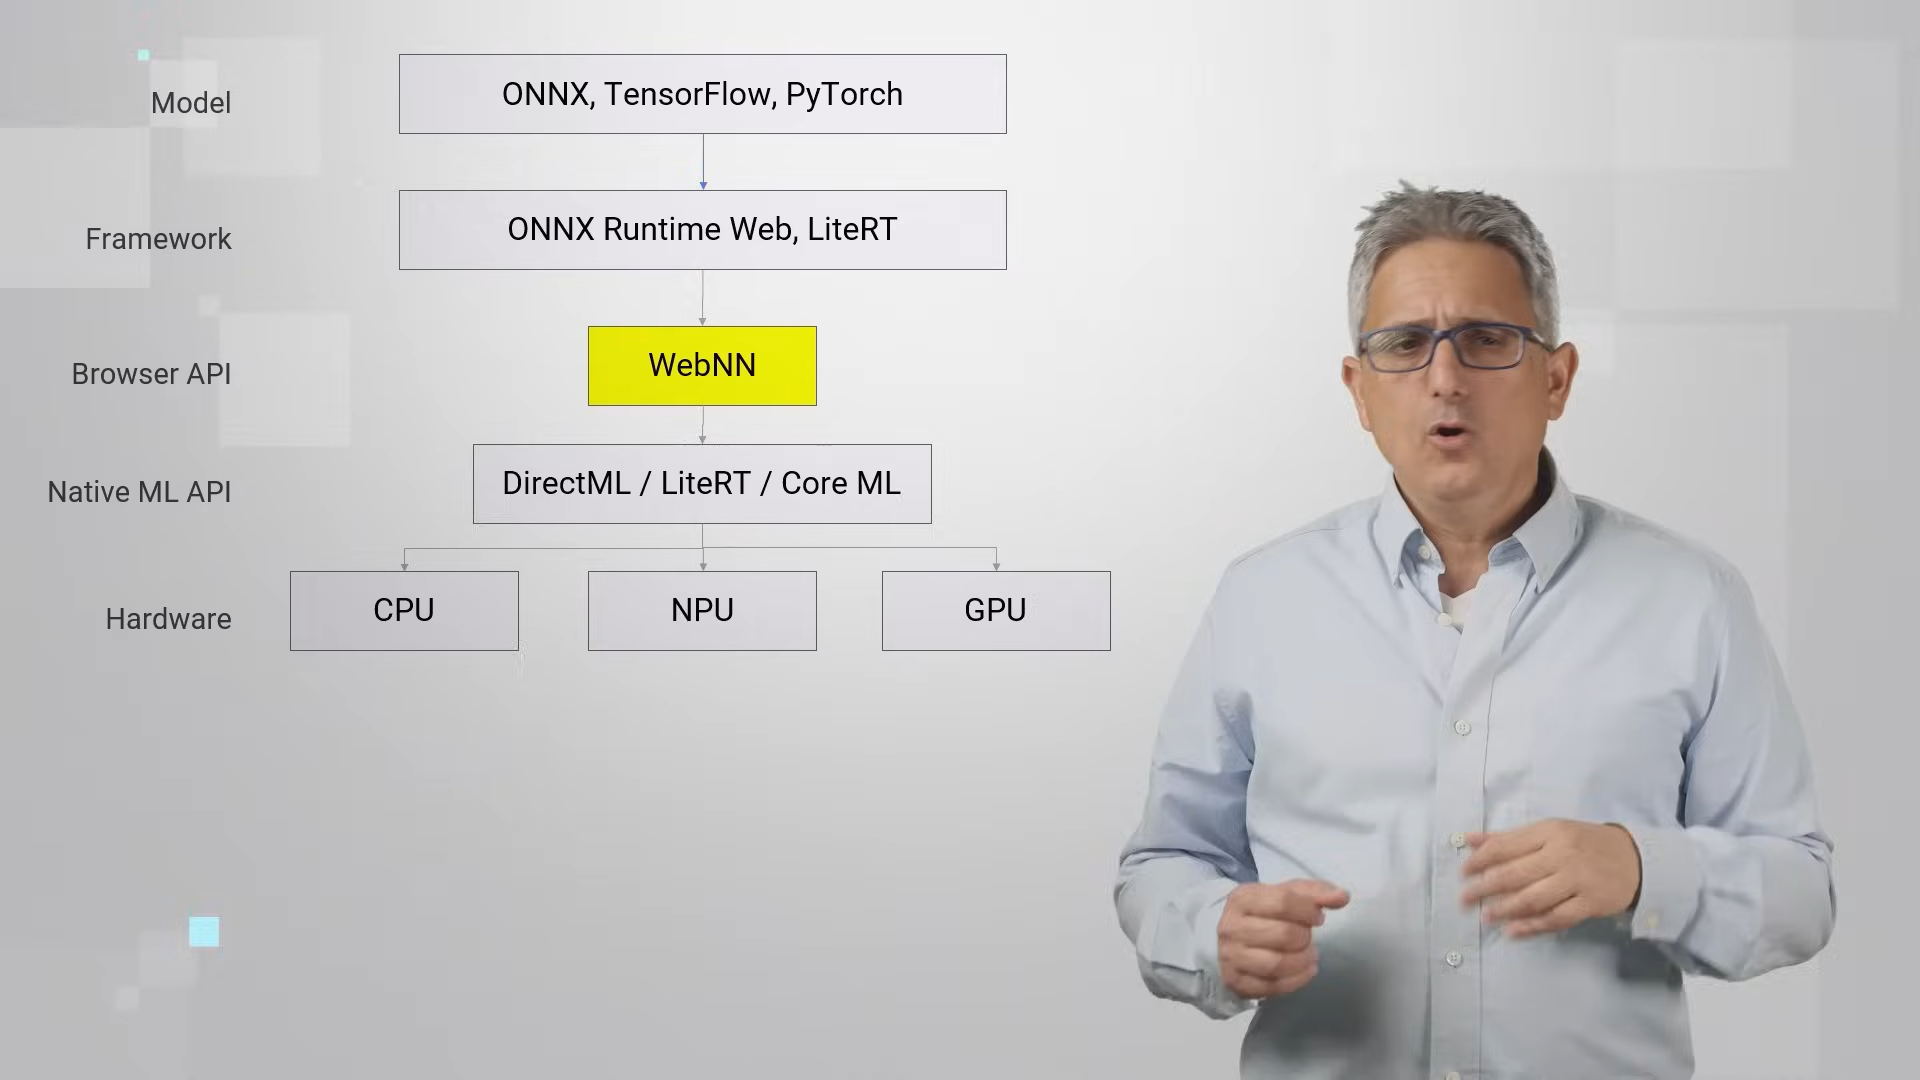 Model
ONNX, TensorFlow, PyTorch
Framework
ONNX Runtime Web, LiteRT
Browser API
WebNN
Native ML API
DirectML / LiteRT / Core ML
Hardware
CPU
NPU
GPU